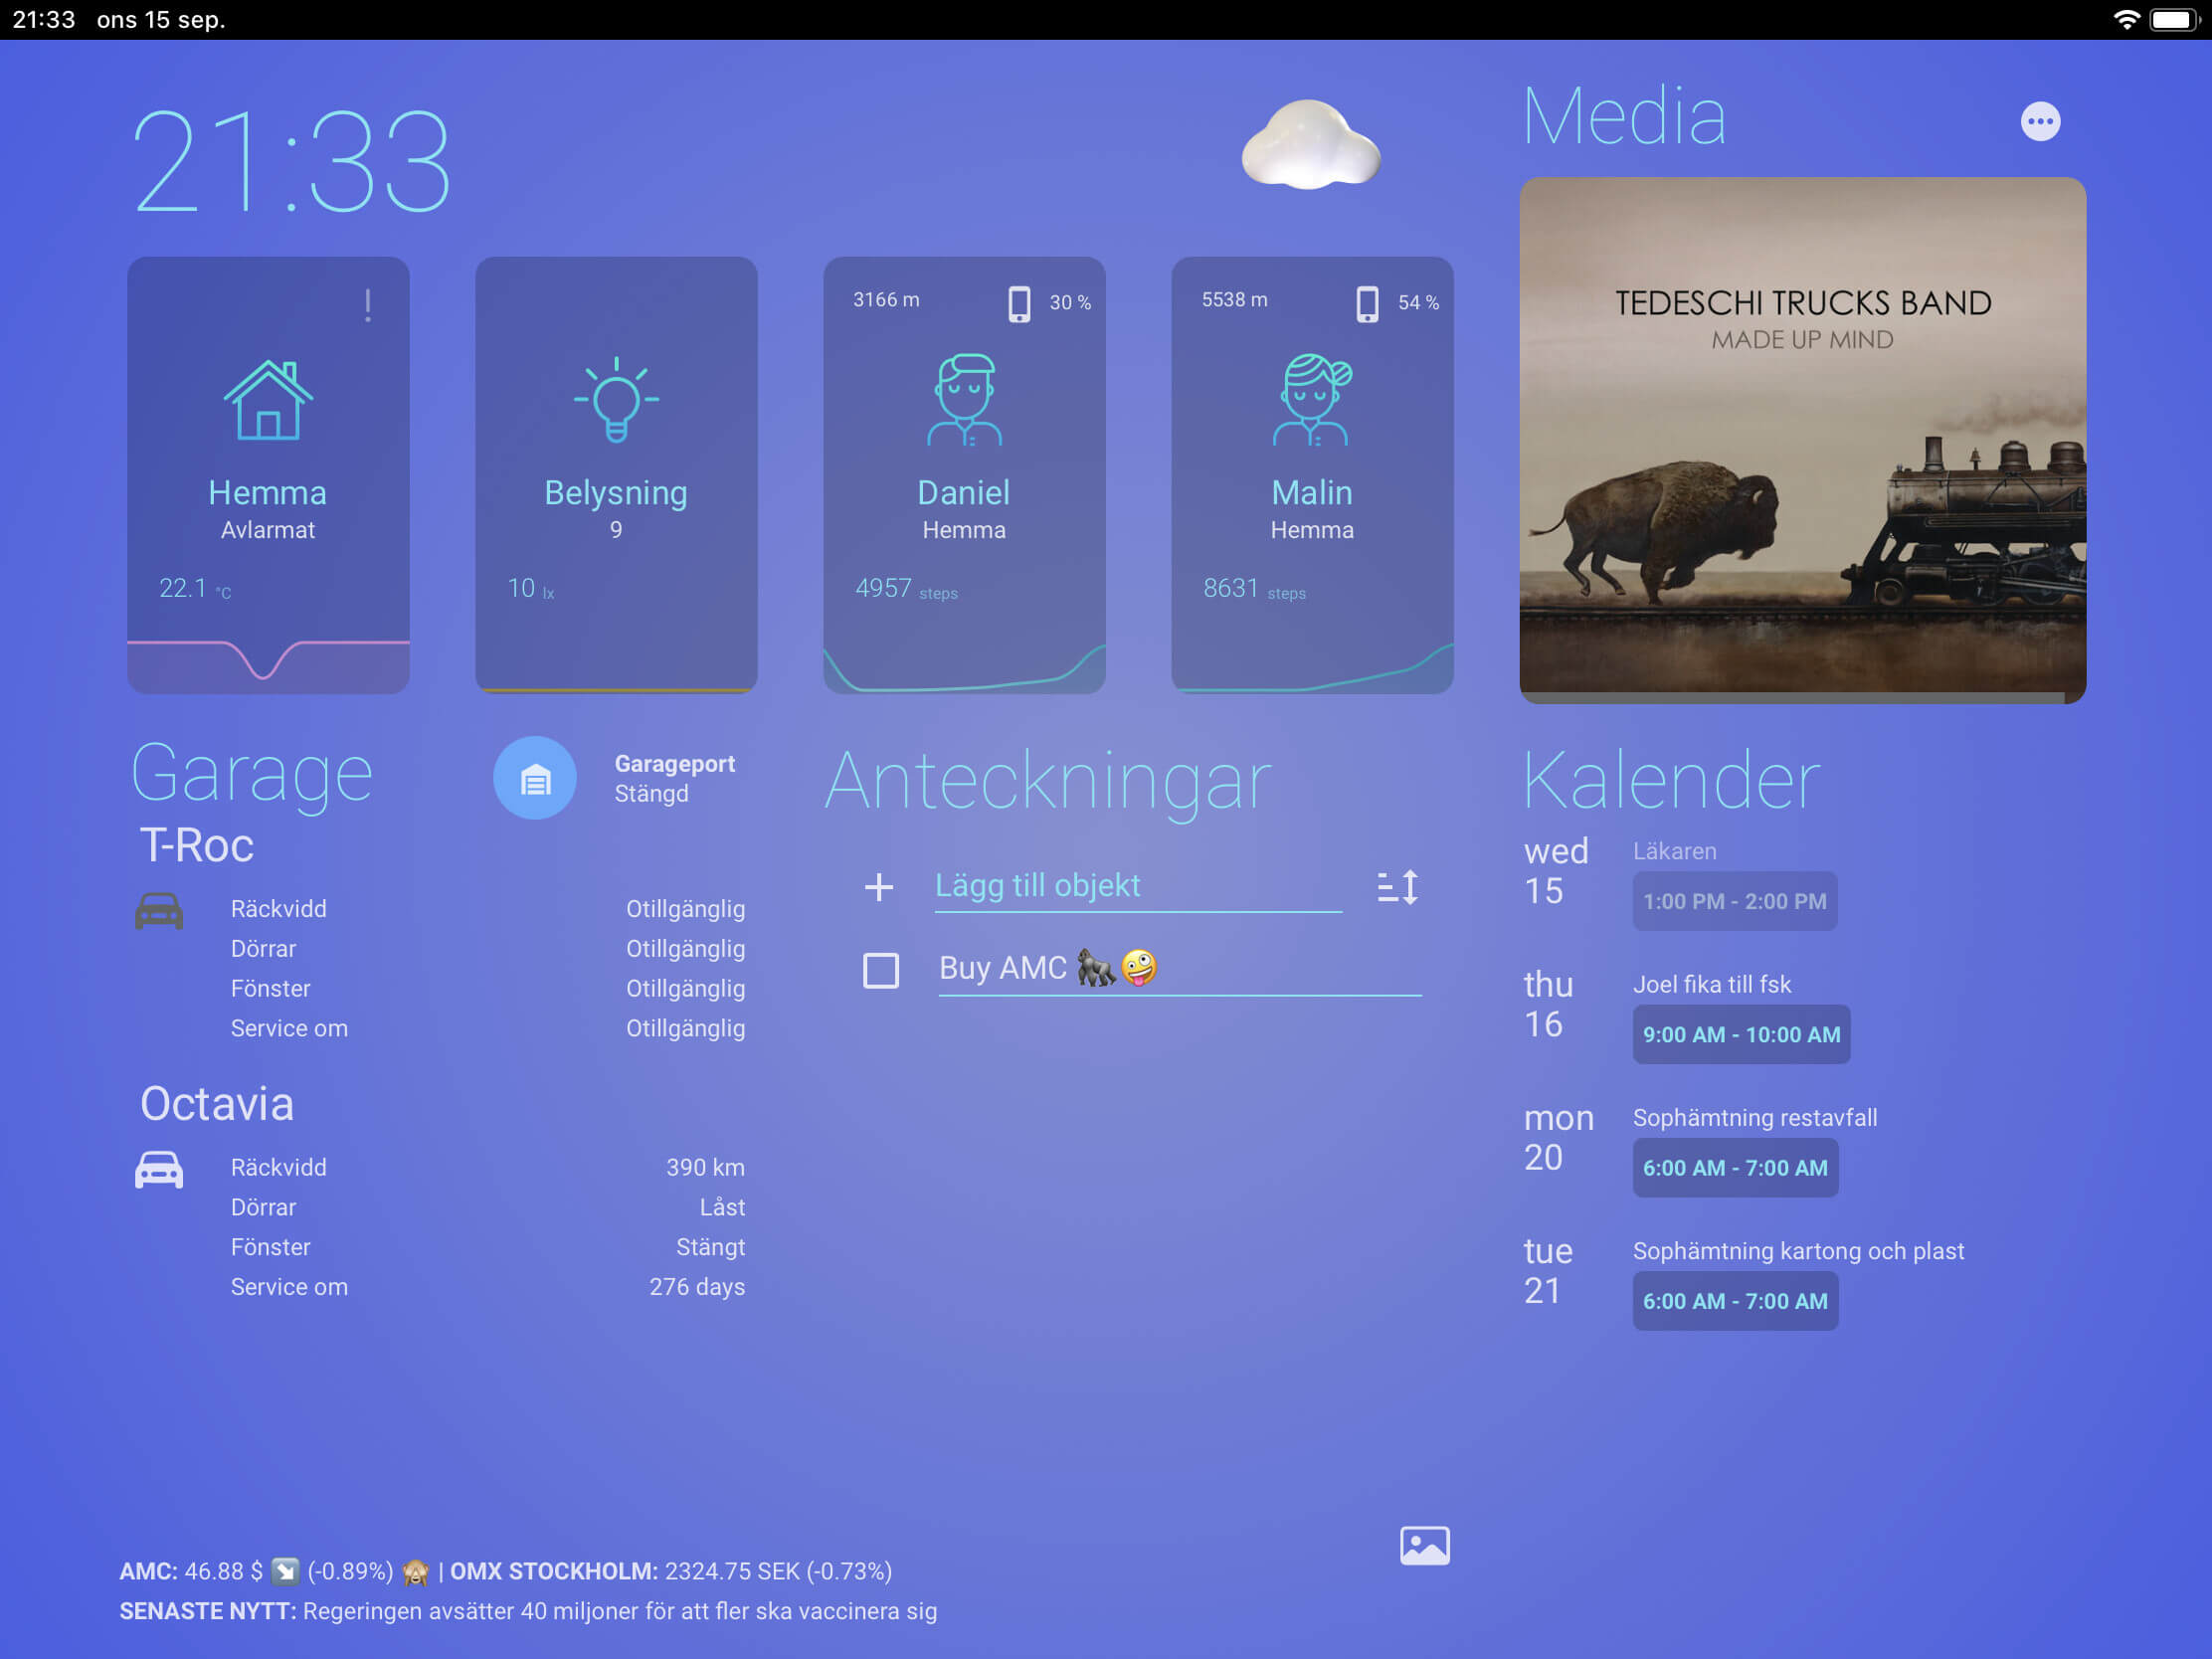 21:33 ons 15 sep.
21:33
Hemma
Avlarmat
22.1 °C
Belysning
9
10 lx
3166 m 30 %
Daniel
Hemma
4957 steps
5538 m 54 %
Malin
Hemma
8631 steps
Media
TEDESCHI TRUCKS BAND
MADE UP MIND
Garage
Garageport
Stängd
T-Roc
Räckvidd Otillgänglig
Dörrar Otillgänglig
Fönster Otillgänglig
Service om Otillgänglig
Octavia
Räckvidd 390 km
Dörrar Låst
Fönster Stängt
Service om 276 days
Anteckningar
Lägg till objekt
Buy AMC 🦍🤪
Kalender
wed
15
Läkaren
1:00 PM - 2:00 PM
thu
16
Joel fika till fsk
9:00 AM - 10:00 AM
mon
20
Sophämtning restavfall
6:00 AM - 7:00 AM
tue
21
Sophämtning kartong och plast
6:00 AM - 7:00 AM
AMC: 46.88 $ ↘️ (-0.89%) 🙈 | OMX STOCKHOLM: 2324.75 SEK (-0.73%)
SENASTE NYTT: Regeringen avsätter 40 miljoner för att fler ska vaccinera sig